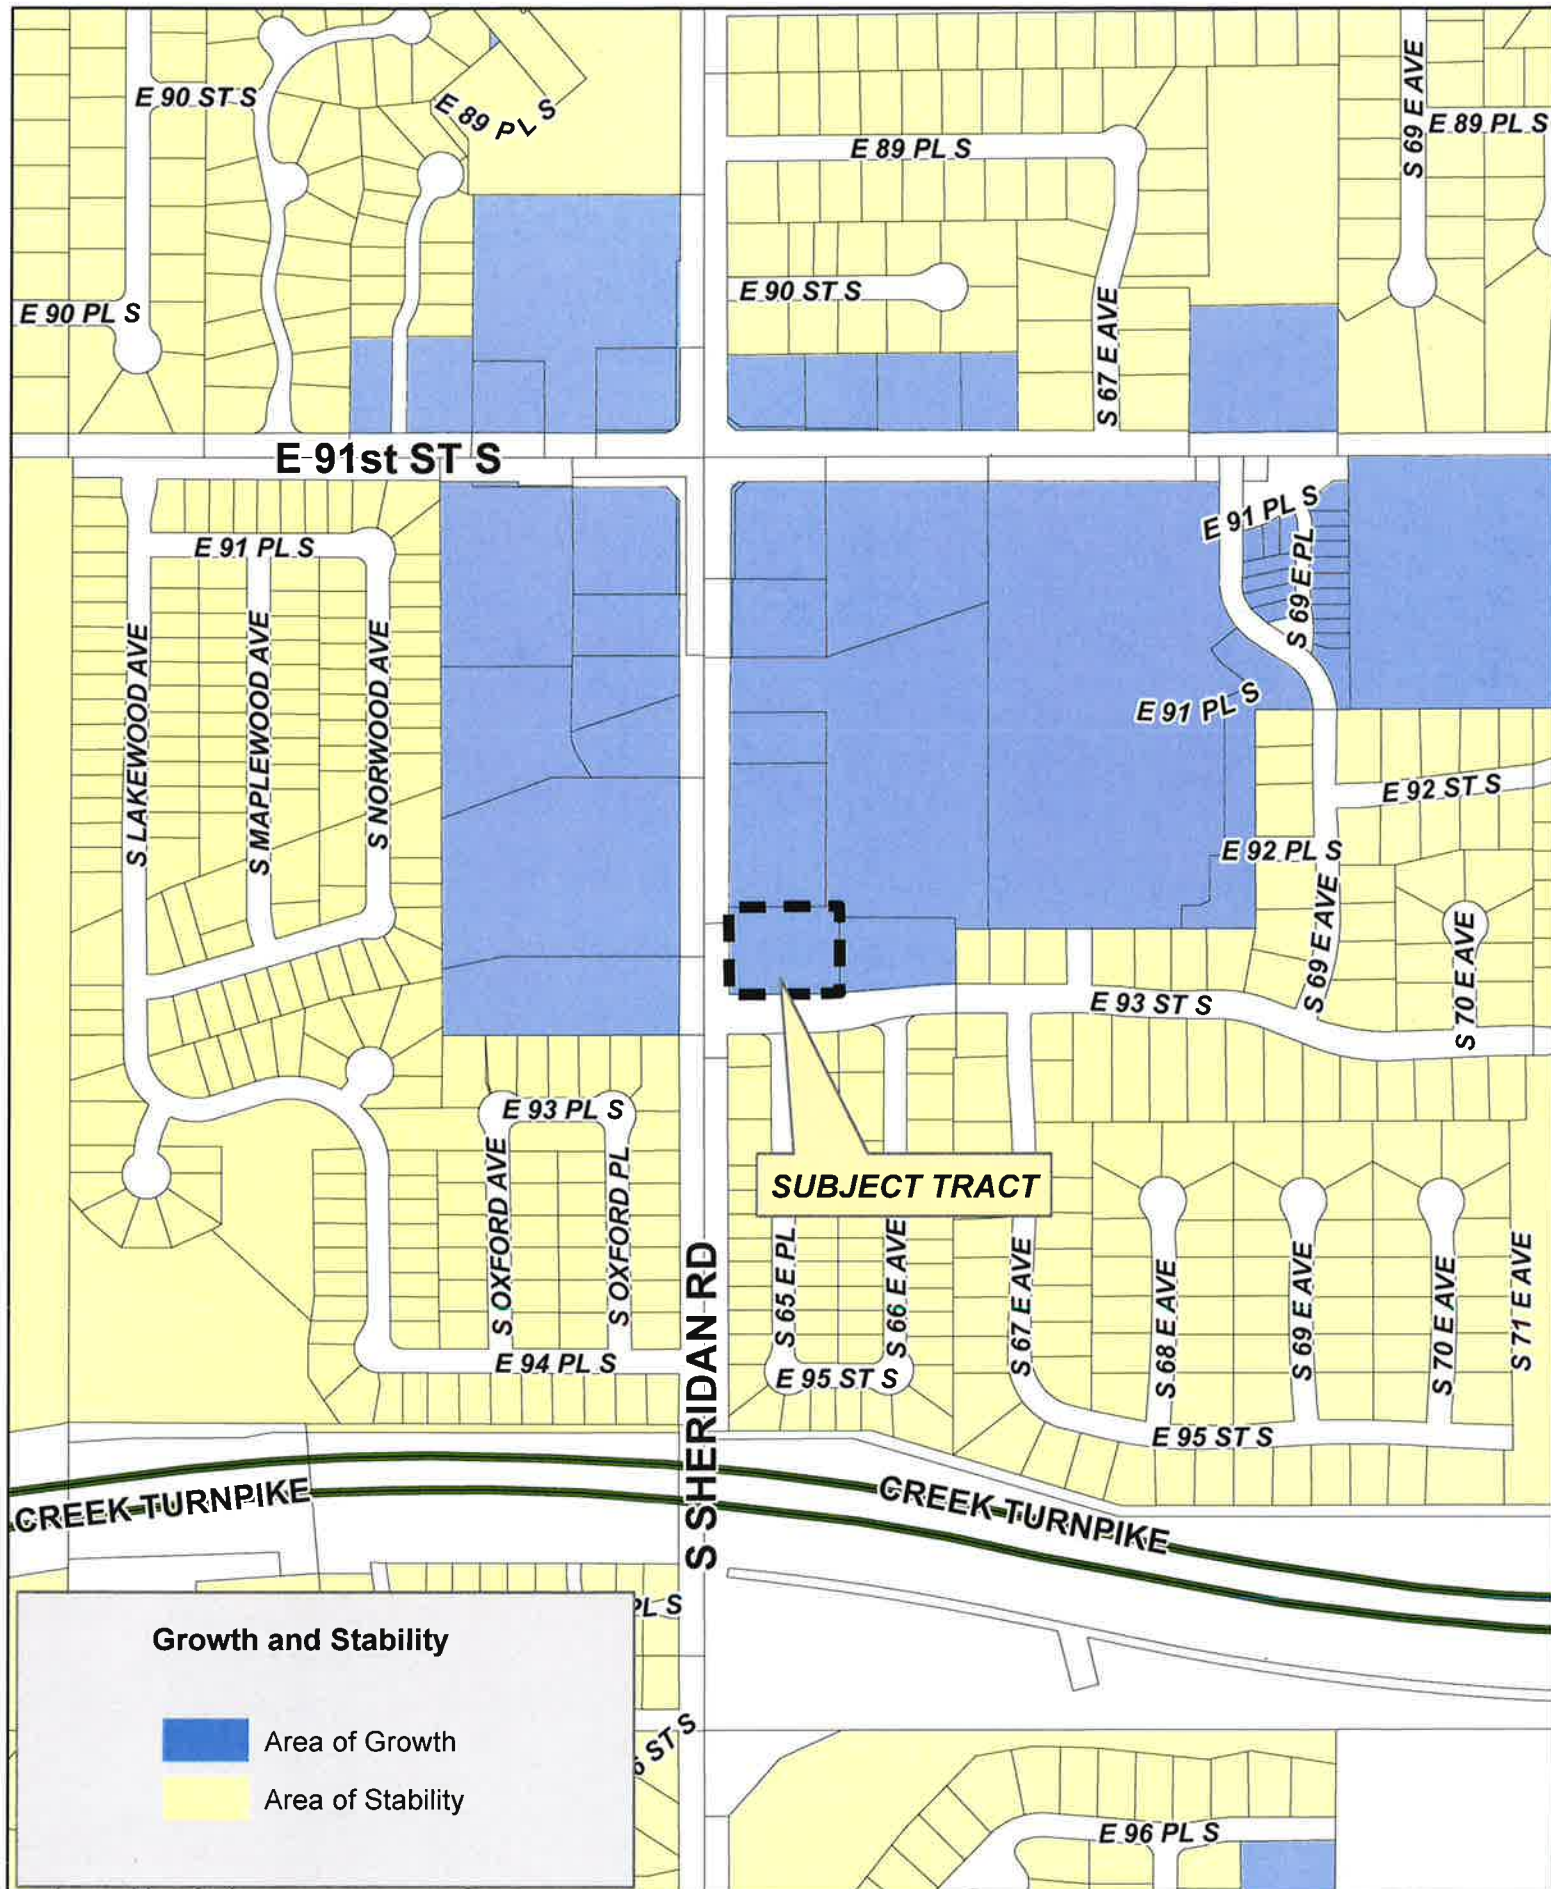 E 90 ST S
E 89 PL S
E 89 PL S
S 69 E AVE
E 89 PL S
E 90 PL S
E 90 ST S
S 67 E AVE
E 91st ST S
E 91 PL S
E 91 PL S
S 69 E PL
S LAKEWOOD AVE
S MAPLEWOOD AVE
S NORWOOD AVE
E 91 PL S
E 92 ST S
E 92 PL S
S 69 E AVE
S 70 E AVE
E 93 ST S
E 93 PL S
SUBJECT TRACT
S OXFORD AVE
S OXFORD PL
S SHERIDAN RD
S 65 E PL
S 66 E AVE
S 67 E AVE
S 68 E AVE
S 69 E AVE
S 70 E AVE
S 71 E AVE
E 94 PL S
E 95 ST S
E 95 ST S
CREEK TURNPIKE
CREEK TURNPIKE
PL S
ST S
E 96 PL S
Growth and Stability
Area of Growth
Area of Stability